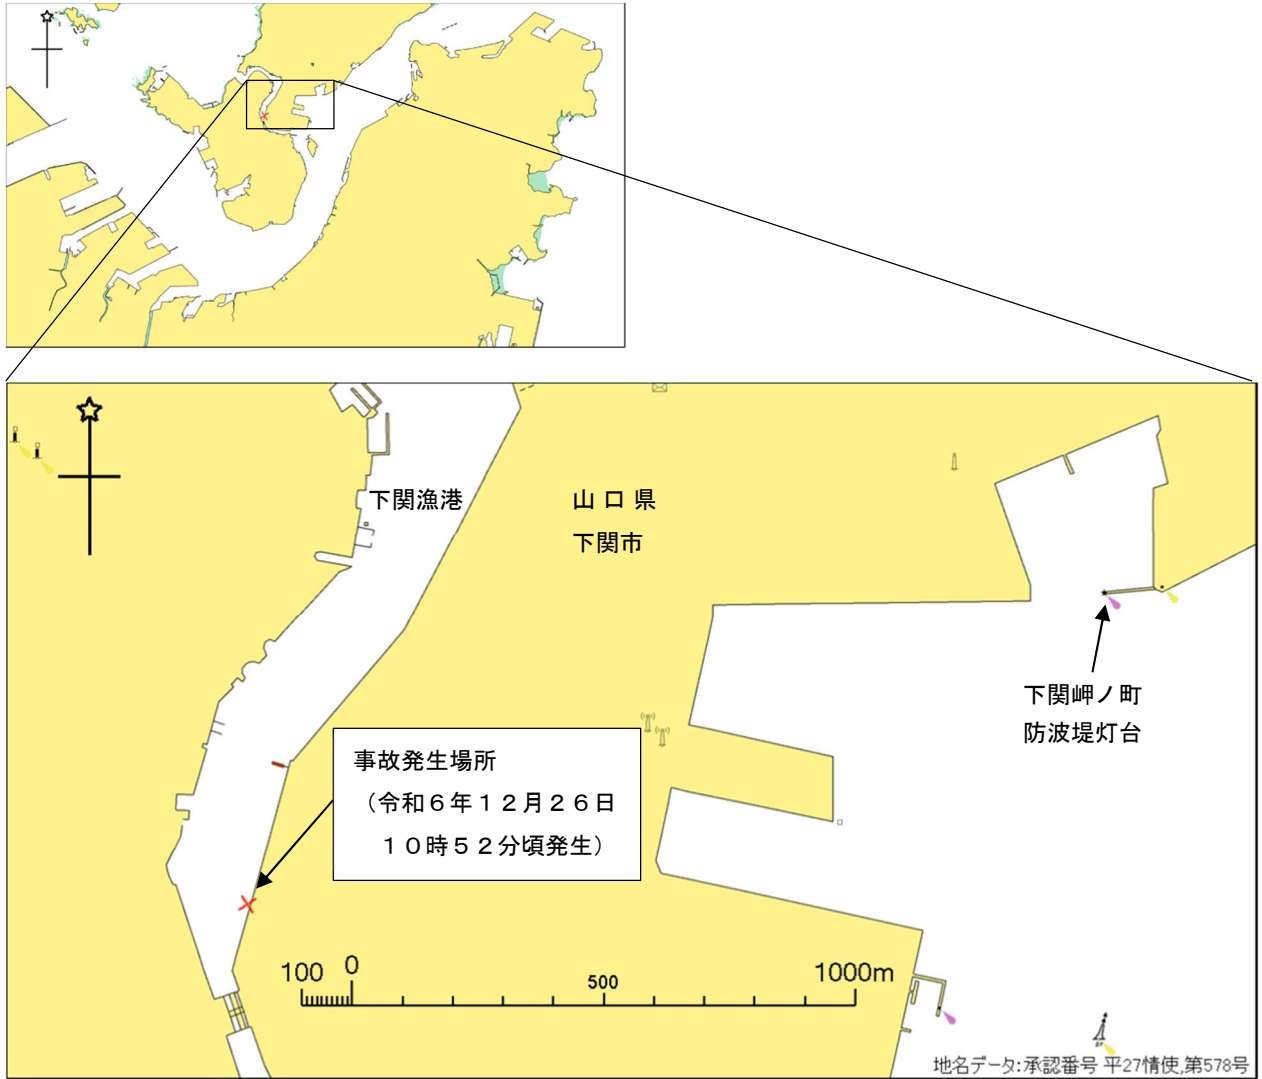 下関漁港
山口県
下関市
下関岬ノ町
防波堤灯台
事故発生場所
（令和６年１２月２６日
１０時５２分頃発生）
100 0 500 1000m
地名データ:承認番号 平27情使,第578号